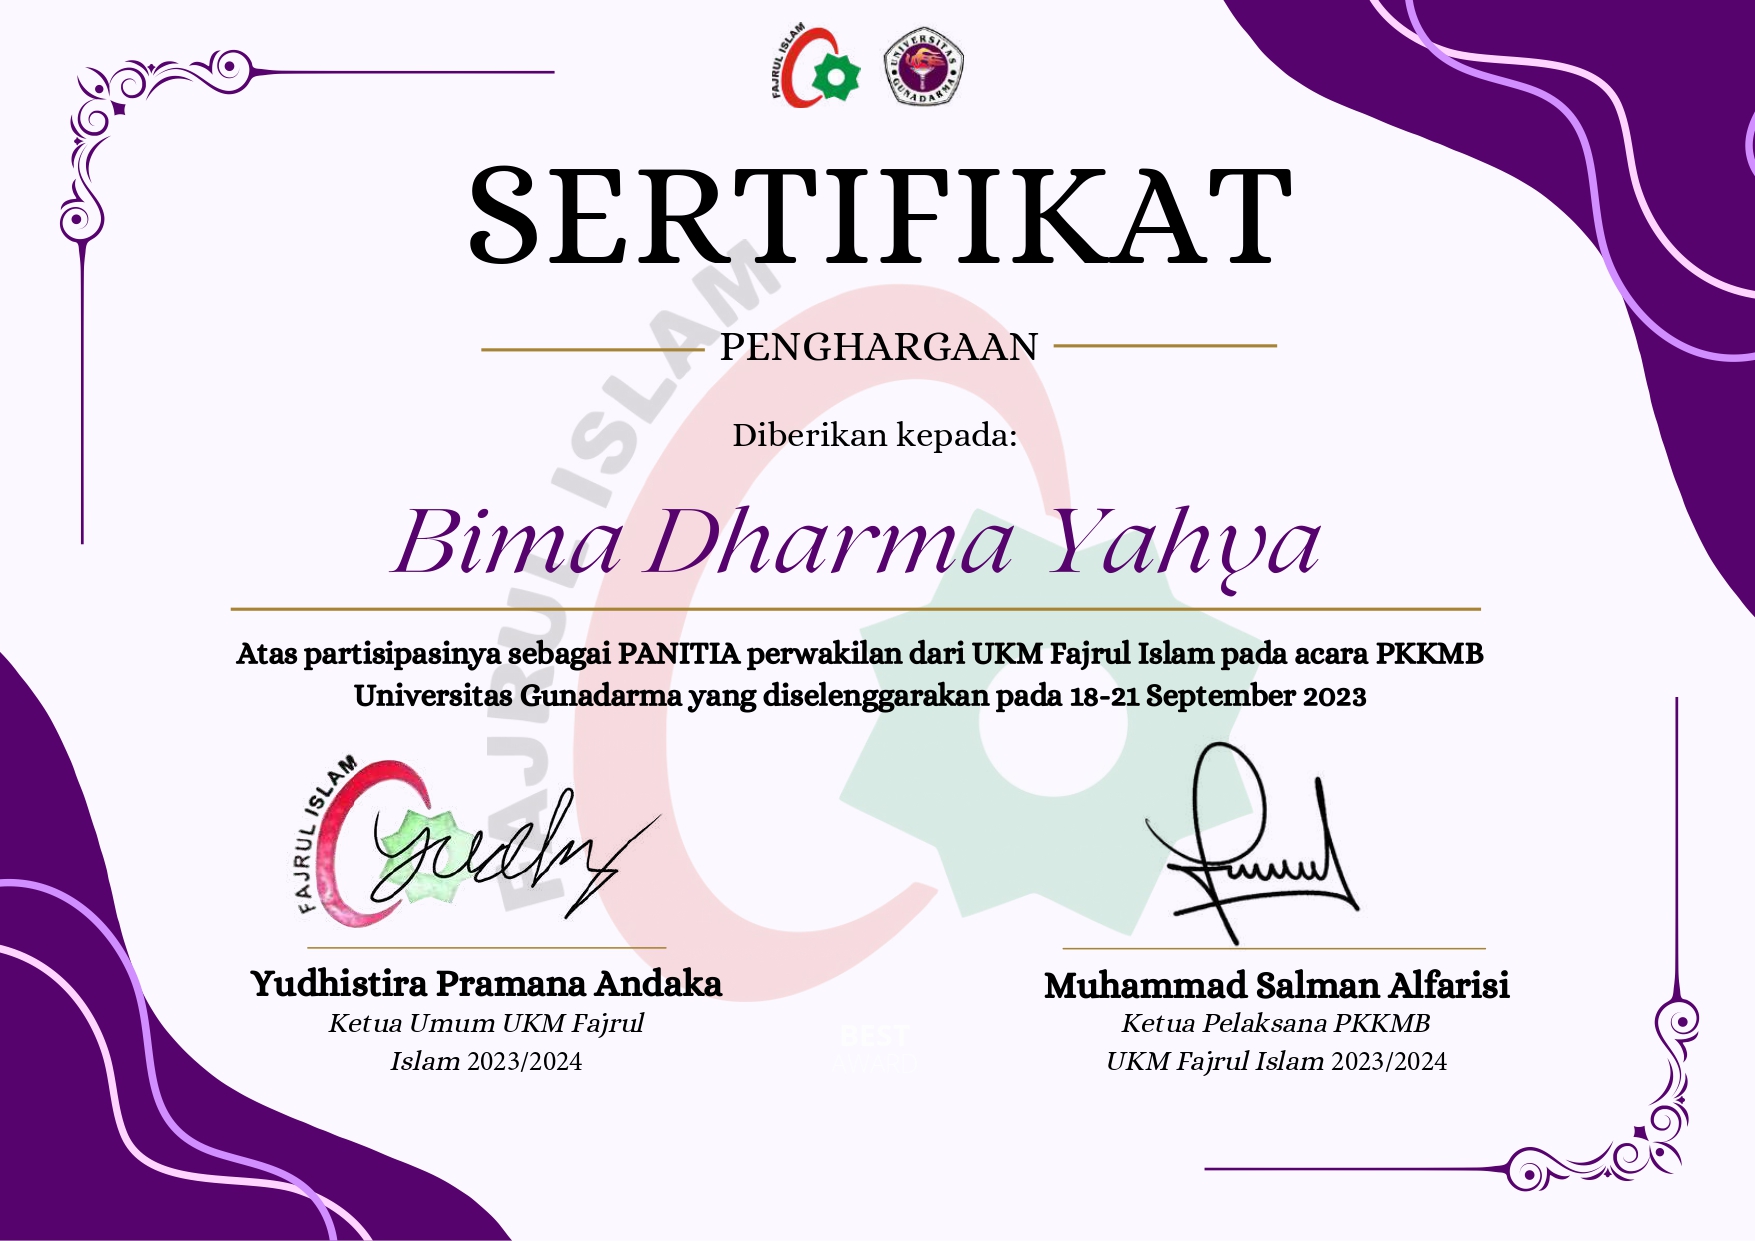 FAJRUL ISLAM
UNIVERSITAS GUNADARMA
SERTIFIKAT
PENGHARGAAN
Diberikan kepada:
Bima Dharma Yahya
Atas partisipasinya sebagai PANITIA perwakilan dari UKM Fajrul Islam pada acara PKKMB
Universitas Gunadarma yang diselenggarakan pada 18-21 September 2023
FAJRUL ISLAM
FAJRUL ISLAM
Yudhistira Pramana Andaka
Muhammad Salman Alfarisi
Ketua Umum UKM Fajrul
Islam 2023/2024
Ketua Pelaksana PKKMB
UKM Fajrul Islam 2023/2024
BEST